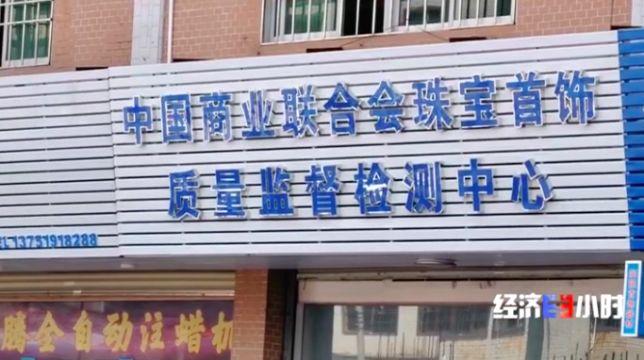 中国商业联合会珠宝首饰
质量监督检测中心
13751918288
腾全自动注蜡机
经济半小时